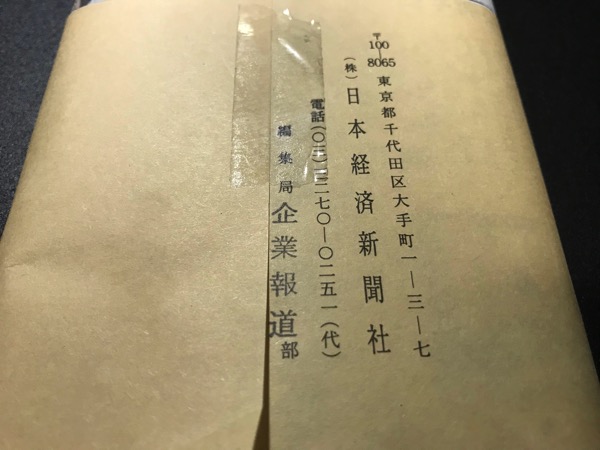 〒100-8065 東京都千代田区大手町一-三-七
(株)日本経済新聞社
電話(〇三)三二七〇-〇二五一(代)
編集局企業報道部